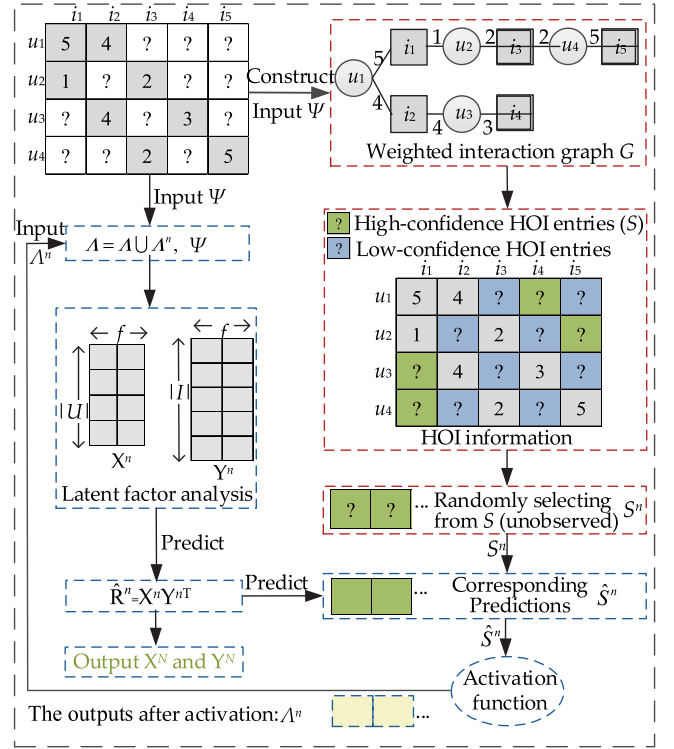 i₁ i₂ i₃ i₄ i₅
u₁ 5 4 ? ? ?
u₂ 1 ? 2 ? ?
u₃ ? 4 ? 3 ?
u₄ ? ? 2 ? 5
Construct
Input Ψ
u₁ 5 i₁ 1 u₂ 2 i₃ 2 u₄ 5 i₅
4 i₂ 4 u₃ 3 i₄
Weighted interaction graph G
Input Ψ
Input
Λⁿ
Λ = Λ ∪ Λⁿ, Ψ
? High-confidence HOI entries (S)
? Low-confidence HOI entries
i₁ i₂ i₃ i₄ i₅
u₁ 5 4 ? ? ?
u₂ 1 ? 2 ? ?
u₃ ? 4 ? 3 ?
u₄ ? ? 2 ? 5
HOI information
← f → ← f →
|U| |I|
Xⁿ Yⁿ
Latent factor analysis
? ? ... Randomly selecting
from S (unobserved) Sⁿ
Sⁿ
Predict
R̂ⁿ=XⁿYⁿᵀ
Predict
... Corresponding
Predictions Ŝⁿ
Ŝⁿ
Output Xᴺ and Yᴺ
Activation
function
The outputs after activation: Λⁿ ...